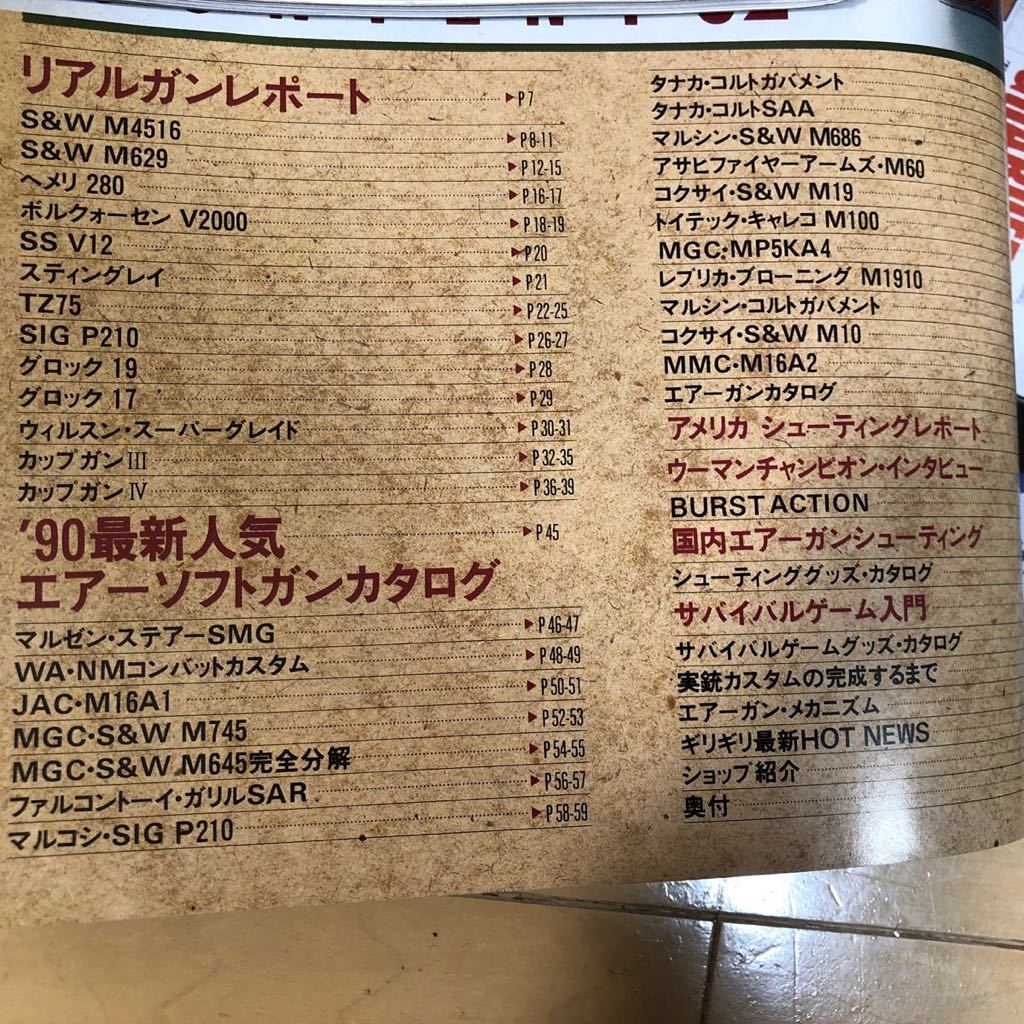 リアルガンレポート P7
S&W M4516 P8-11
S&W M629 P12-15
ヘメリ 280 P16-17
ボルクォーセン V2000 P18-19
SS V12 P20
スティングレイ P21
TZ75 P22-25
SIG P210 P26-27
グロック 19 P28
グロック 17 P29
ウィルスン・スーパーグレイド P30-31
カップガンIII P32-35
カップガンIV P36-39
'90最新人気 P45
エアーソフトガンカタログ
マルゼン・ステアーSMG P46-47
WA・NMコンバットカスタム P48-49
JAC・M16A1 P50-51
MGC・S&W M745 P52-53
MGC・S&W M645完全分解 P54-55
ファルコントーイ・ガリルSAR P56-57
マルコシ・SIG P210 P58-59
タナカ・コルトガバメント
タナカ・コルトSAA
マルシン・S&W M686
アサヒファイヤーアームズ・M60
コクサイ・S&W M19
トイテック・キャレコ M100
MGC・MP5KA4
レプリカ・ブローニング M1910
マルシン・コルトガバメント
コクサイ・S&W M10
MMC・M16A2
エアーガンカタログ
アメリカ シューティングレポート
ウーマンチャンピオン・インタビュー
BURST ACTION
国内エアーガンシューティング
シューティンググッズ・カタログ
サバイバルゲーム入門
サバイバルゲームグッズ・カタログ
実銃カスタムの完成するまで
エアーガン・メカニズム
ギリギリ最新HOT NEWS
ショップ紹介
奥付